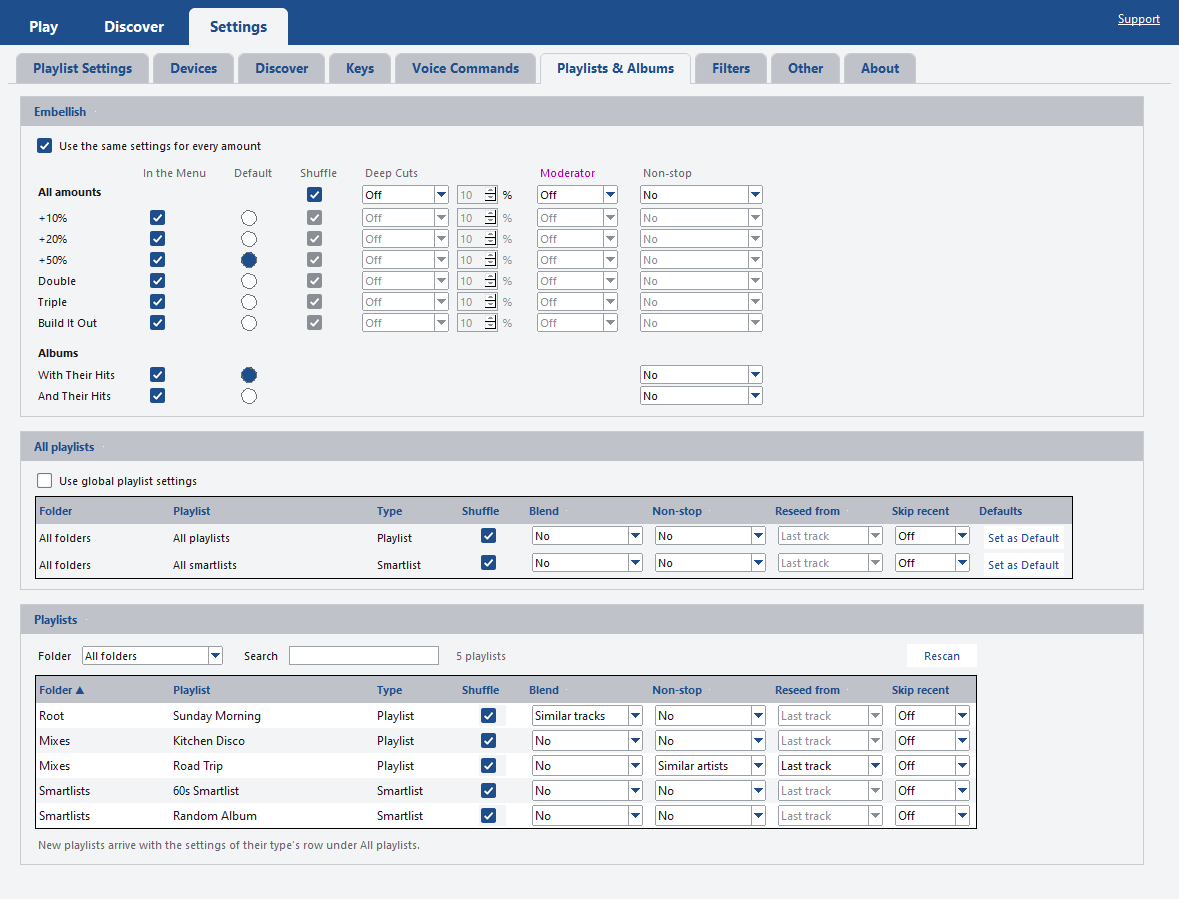 Play Discover Settings Support
Playlist Settings Devices Discover Keys Voice Commands Playlists & Albums Filters Other About
Embellish
Use the same settings for every amount
In the Menu Default Shuffle Deep Cuts Moderator Non-stop
All amounts Off 10 % Off No
+10% Off 10 % Off No
+20% Off 10 % Off No
+50% Off 10 % Off No
Double Off 10 % Off No
Triple Off 10 % Off No
Build It Out Off 10 % Off No
Albums
With Their Hits No
And Their Hits No
All playlists
Use global playlist settings
Folder Playlist Type Shuffle Blend Non-stop Reseed from Skip recent Defaults
All folders All playlists Playlist No No Last track Off Set as Default
All folders All smartlists Smartlist No No Last track Off Set as Default
Playlists
Folder All folders Search 5 playlists Rescan
Folder ▲ Playlist Type Shuffle Blend Non-stop Reseed from Skip recent
Root Sunday Morning Playlist Similar tracks No Last track Off
Mixes Kitchen Disco Playlist No No Last track Off
Mixes Road Trip Playlist No Similar artists Last track Off
Smartlists 60s Smartlist Smartlist No No Last track Off
Smartlists Random Album Smartlist No No Last track Off
New playlists arrive with the settings of their type's row under All playlists.